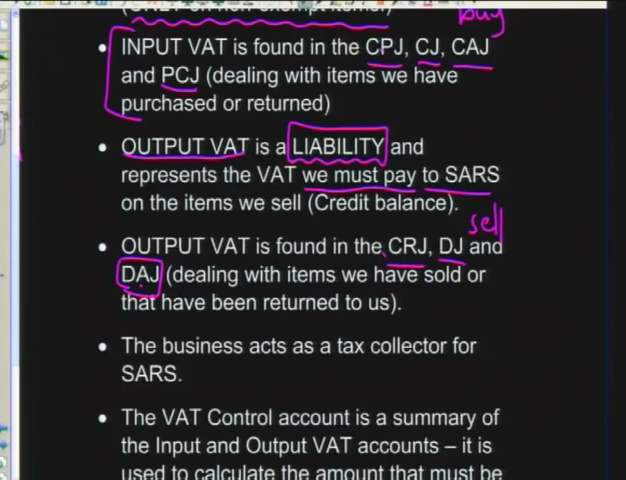 buy
• INPUT VAT is found in the CPJ, CJ, CAJ
and PCJ (dealing with items we have
purchased or returned)
• OUTPUT VAT is a LIABILITY and
represents the VAT we must pay to SARS
on the items we sell (Credit balance).
sell
• OUTPUT VAT is found in the CRJ, DJ and
DAJ (dealing with items we have sold or
that have been returned to us).
• The business acts as a tax collector for
SARS.
• The VAT Control account is a summary of
the Input and Output VAT accounts – it is
used to calculate the amount that must be